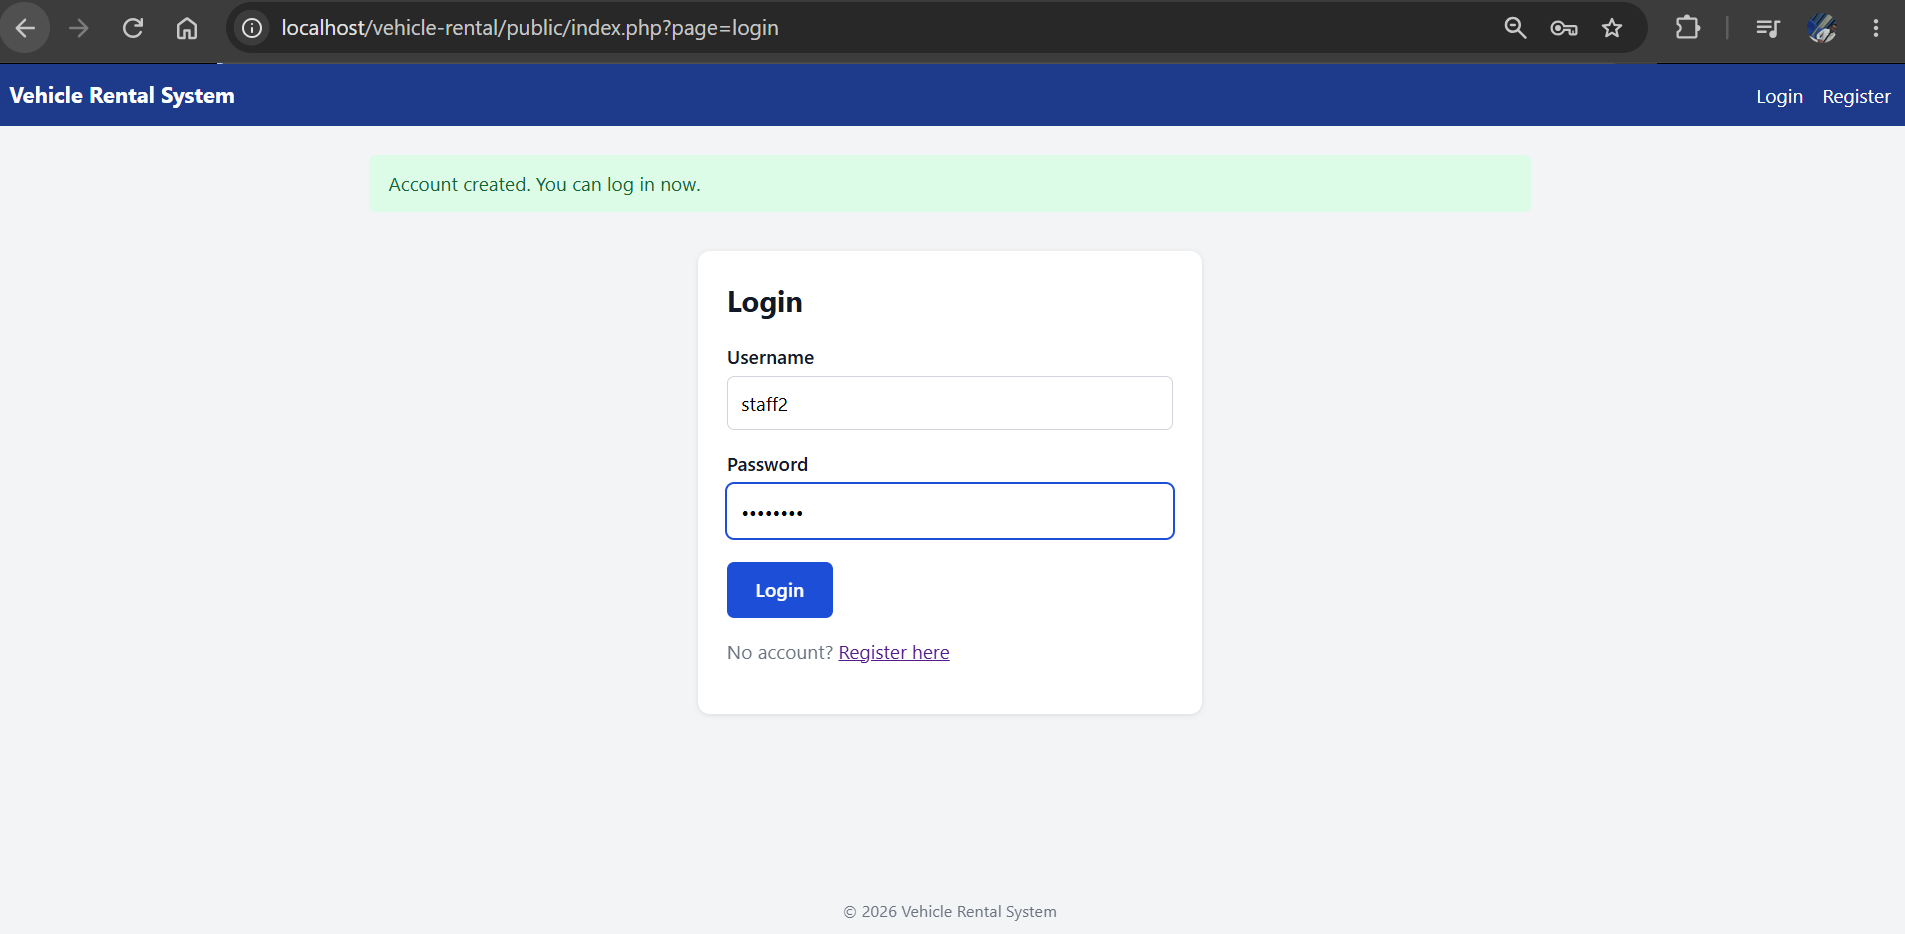 localhost/vehicle-rental/public/index.php?page=login
Vehicle Rental System
Login Register
Account created. You can log in now.
Login
Username
staff2
Password
••••••••
Login
No account? Register here
© 2026 Vehicle Rental System